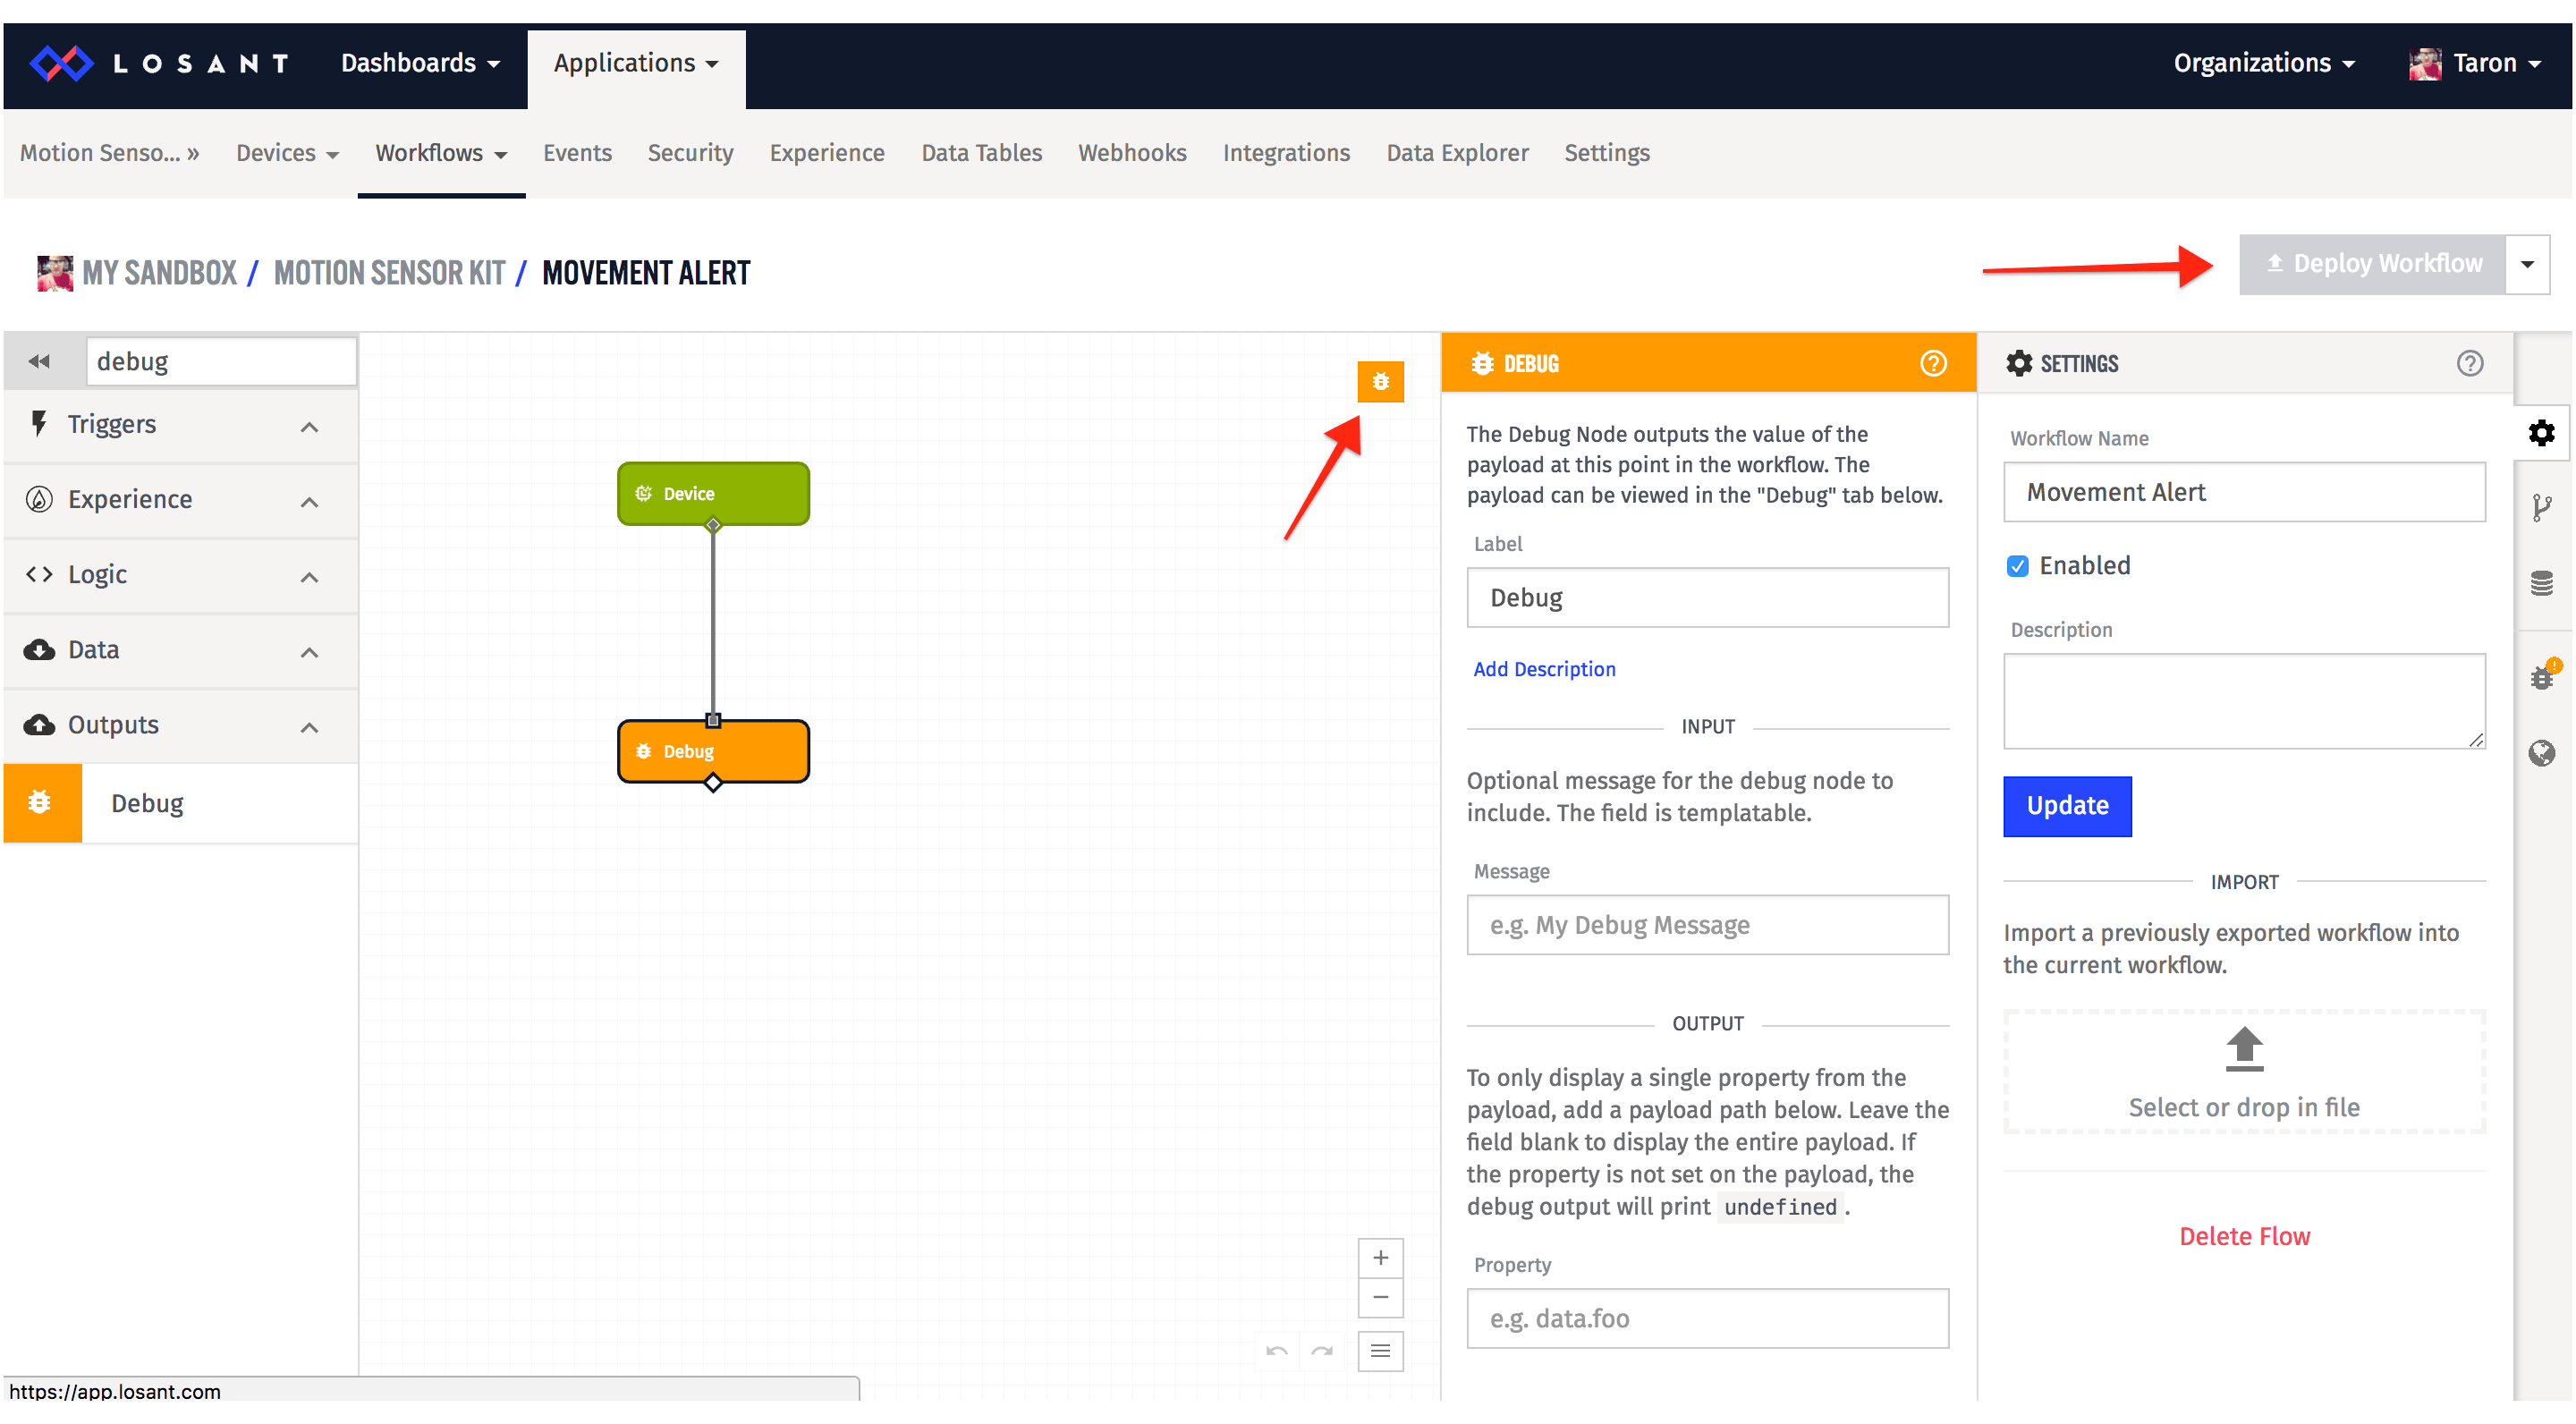 LOSANT
Dashboards
Applications
Organizations
Taron
Motion Senso... »
Devices
Workflows
Events
Security
Experience
Data Tables
Webhooks
Integrations
Data Explorer
Settings
MY SANDBOX / MOTION SENSOR KIT / MOVEMENT ALERT
Deploy Workflow
debug
Triggers
Experience
Logic
Data
Outputs
Debug
Device
Debug
DEBUG
The Debug Node outputs the value of the
payload at this point in the workflow. The
payload can be viewed in the "Debug" tab below.
Label
Debug
Add Description
INPUT
Optional message for the debug node to
include. The field is templatable.
Message
e.g. My Debug Message
OUTPUT
To only display a single property from the
payload, add a payload path below. Leave the
field blank to display the entire payload. If
the property is not set on the payload, the
debug output will print undefined.
Property
e.g. data.foo
SETTINGS
Workflow Name
Movement Alert
Enabled
Description
Update
IMPORT
Import a previously exported workflow into
the current workflow.
Select or drop in file
Delete Flow
https://app.losant.com